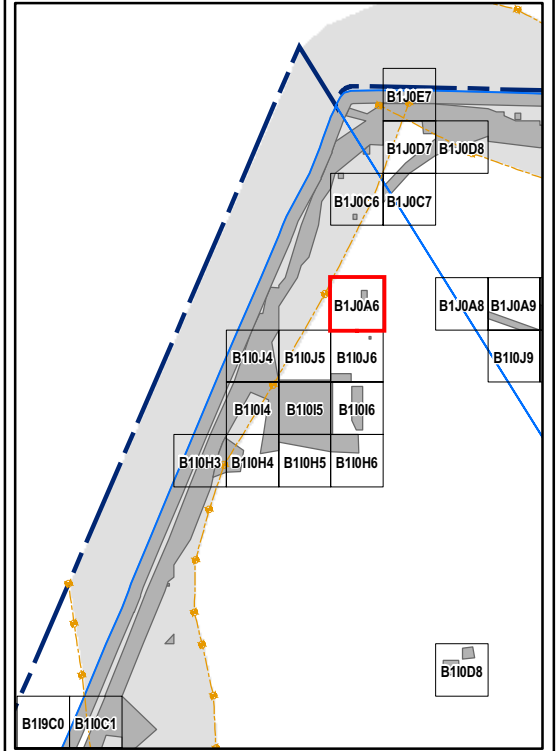 B1J0E7
B1J0D7 B1J0D8
B1J0C6 B1J0C7
B1J0A6 B1J0A8 B1J0A9
B1I0J4 B1I0J5 B1I0J6 B1I0J9
B1I0I4 B1I0I5 B1I0I6
B1I0H3 B1I0H4 B1I0H5 B1I0H6
B1I0D8
B1I9C0 B1I0C1